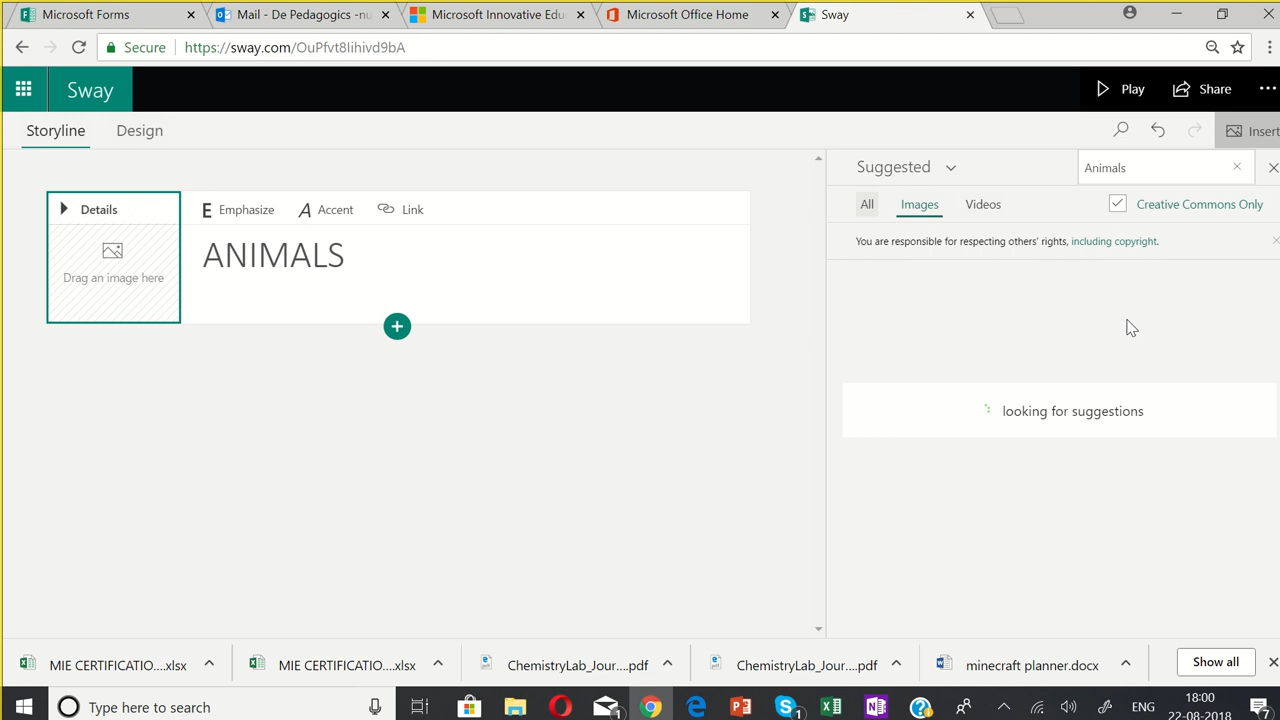 Microsoft Forms
Mail - De Pedagogics -nu
Microsoft Innovative Edu
Microsoft Office Home
Sway
Secure
https://sway.com/OuPfvt8Iihivd9bA
Sway
Play
Share
Storyline
Design
Insert
Suggested
Animals
Details
Emphasize
Accent
Link
All
Images
Videos
Creative Commons Only
Drag an image here
ANIMALS
You are responsible for respecting others' rights, including copyright.
looking for suggestions
MIE CERTIFICATIO....xlsx
MIE CERTIFICATIO....xlsx
ChemistryLab_Jour....pdf
ChemistryLab_Jour....pdf
minecraft planner.docx
Show all
Type here to search
ENG
18:00
22-08-2018